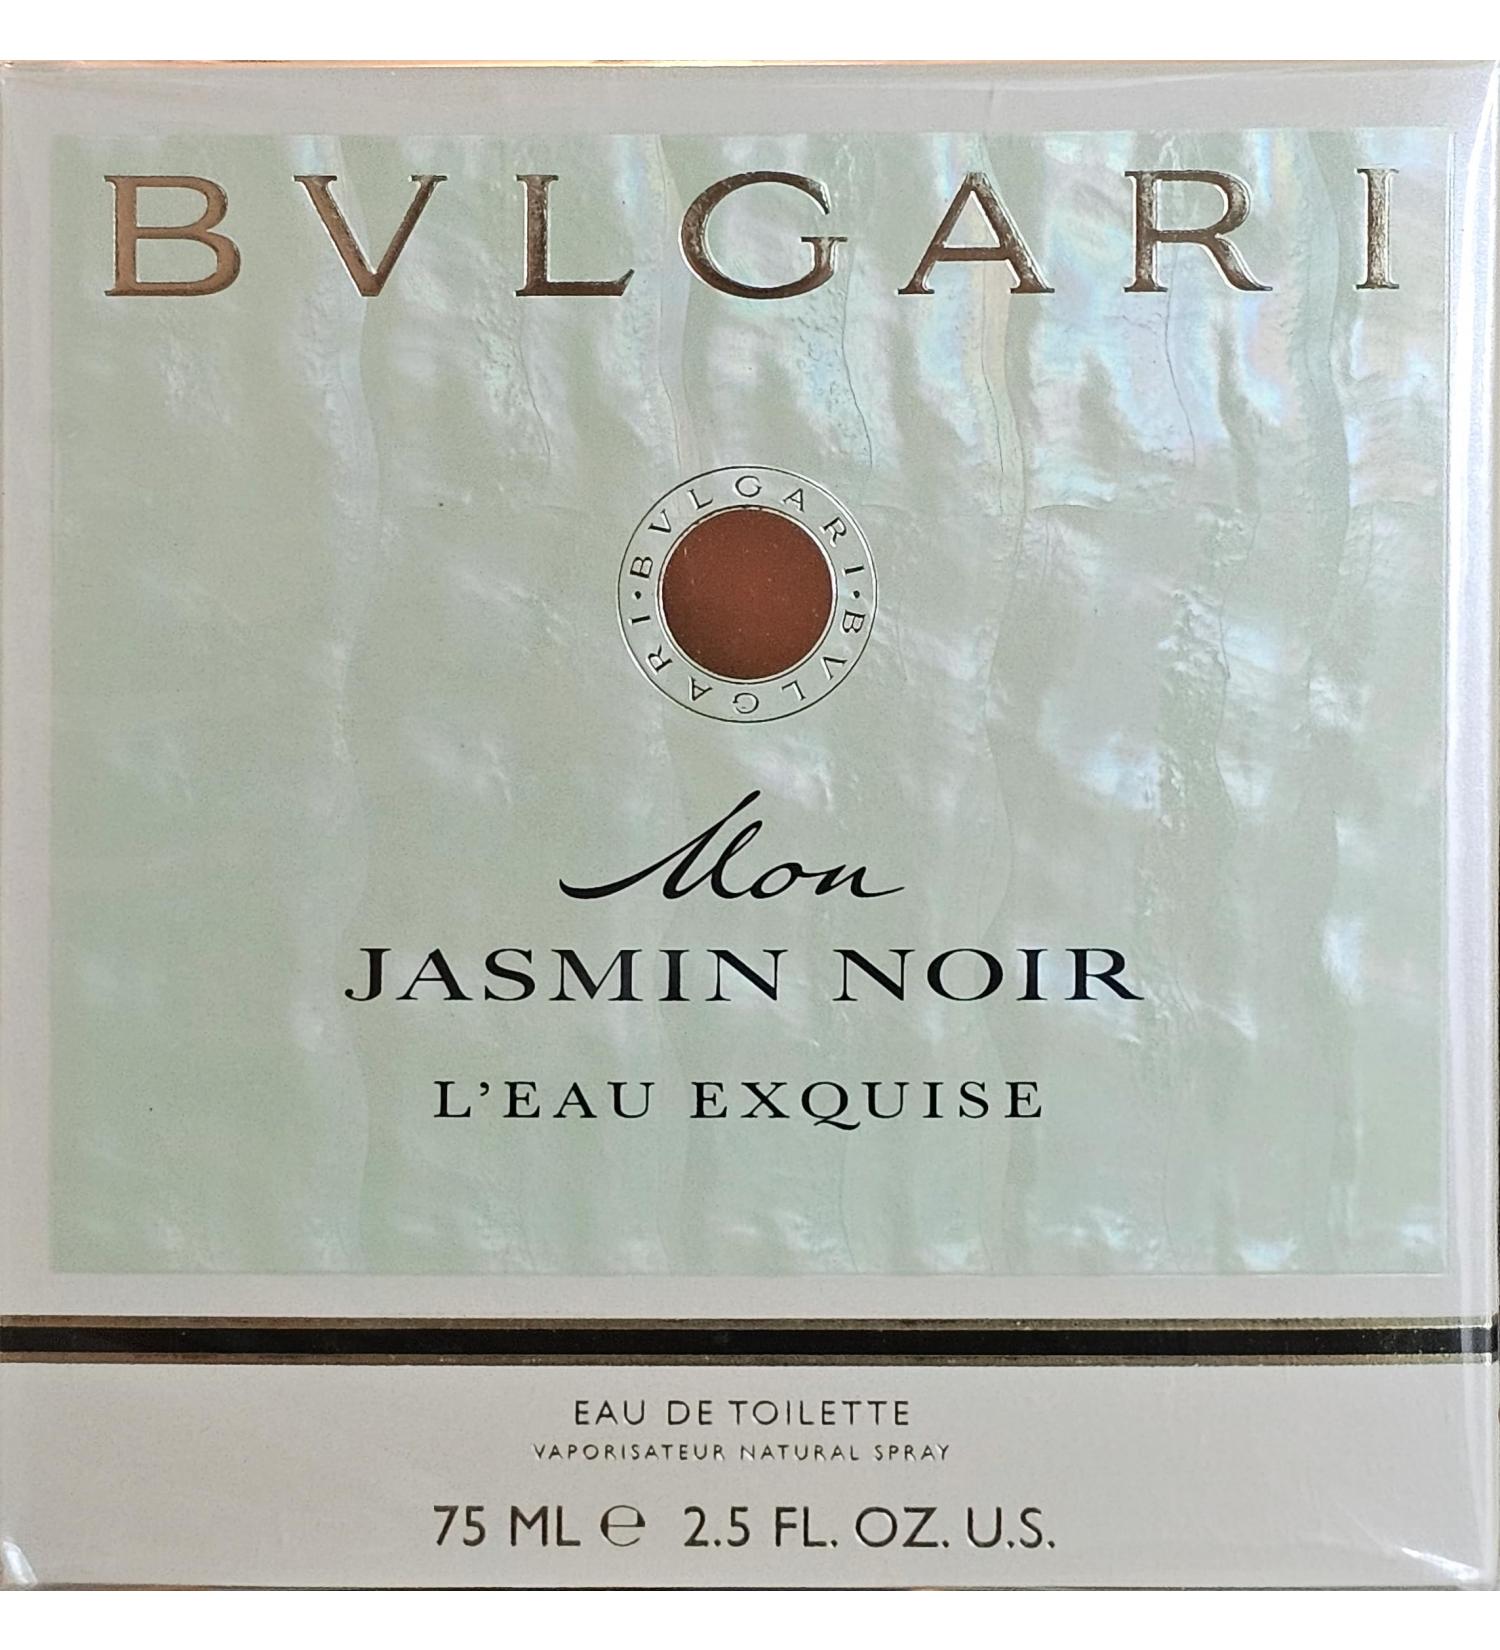 BVLGARI
BVLGARI·BVLGARI·
Mon
JASMIN NOIR
L'EAU EXQUISE
EAU DE TOILETTE
VAPORISATEUR NATURAL SPRAY
75 ML ℮ 2.5 FL. OZ. U.S.